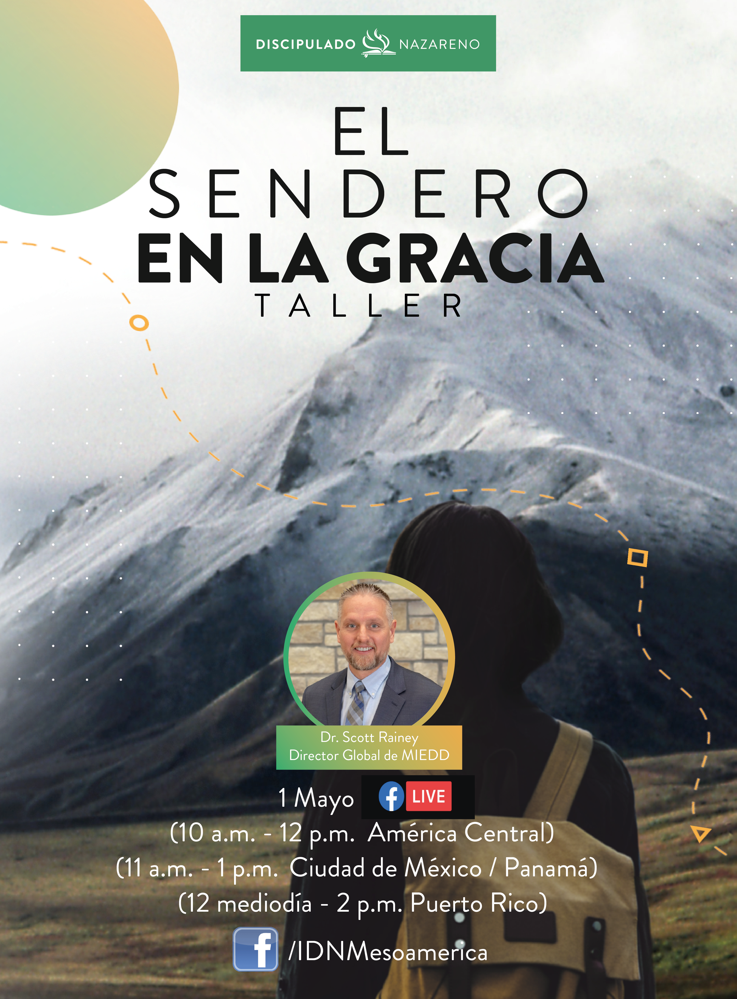 DISCIPULADO NAZARENO
EL
SENDERO
EN LA GRACIA
TALLER
Dr. Scott Rainey
Director Global de MIEDD
1 Mayo f LIVE
(10 a.m. - 12 p.m. América Central)
(11 a.m. - 1 p.m. Ciudad de México / Panamá)
(12 mediodía - 2 p.m. Puerto Rico)
f /IDNMesoamerica